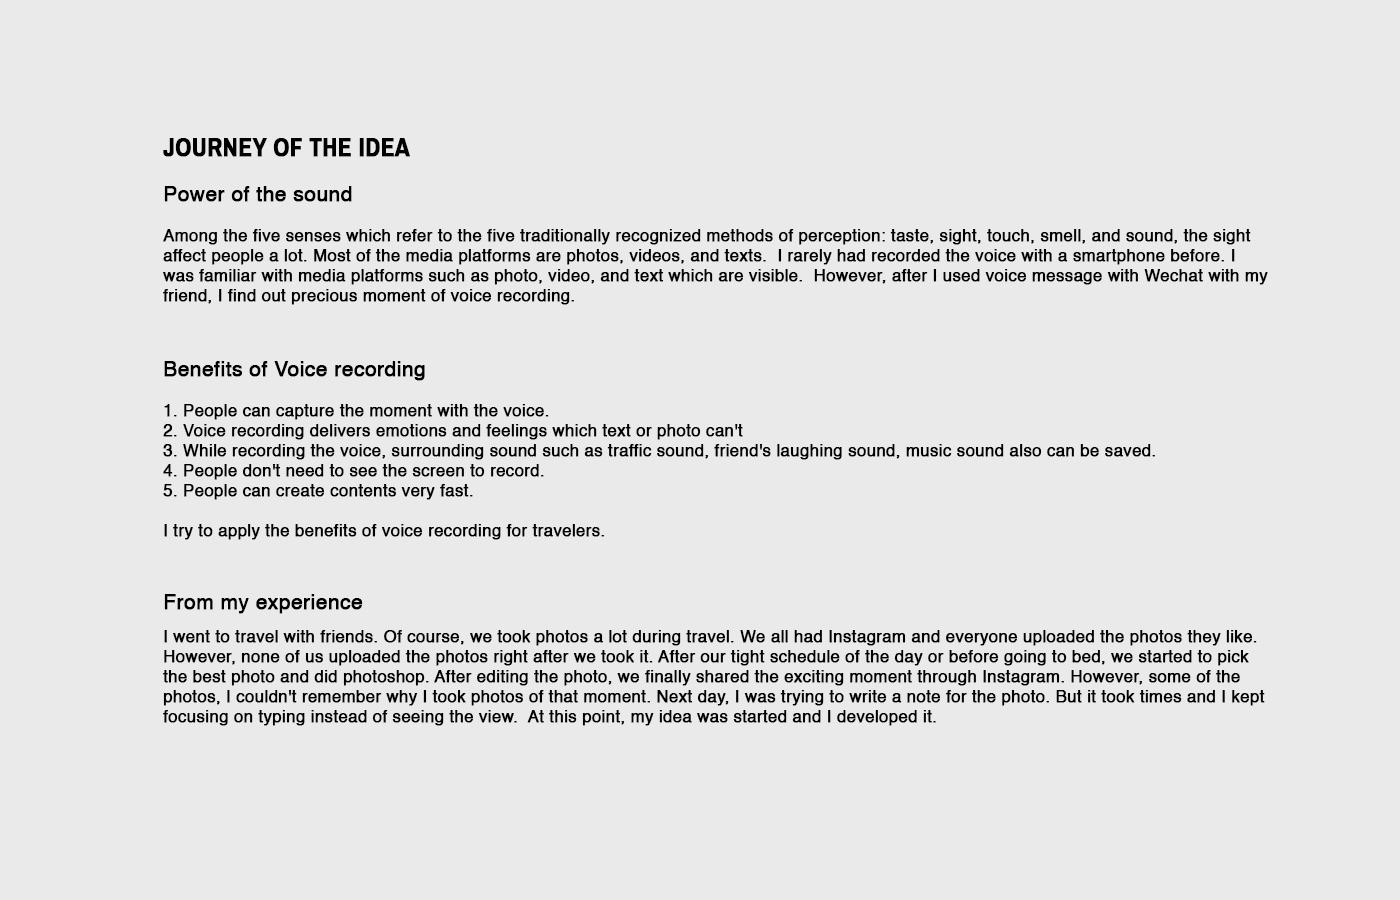 JOURNEY OF THE IDEA
Power of the sound
Among the five senses which refer to the five traditionally recognized methods of perception: taste, sight, touch, smell, and sound, the sight
affect people a lot. Most of the media platforms are photos, videos, and texts.  I rarely had recorded the voice with a smartphone before. I
was familiar with media platforms such as photo, video, and text which are visible.  However, after I used voice message with Wechat with my
friend, I find out precious moment of voice recording.
Benefits of Voice recording
1. People can capture the moment with the voice.
2. Voice recording delivers emotions and feelings which text or photo can't
3. While recording the voice, surrounding sound such as traffic sound, friend's laughing sound, music sound also can be saved.
4. People don't need to see the screen to record.
5. People can create contents very fast.
I try to apply the benefits of voice recording for travelers.
From my experience
I went to travel with friends. Of course, we took photos a lot during travel. We all had Instagram and everyone uploaded the photos they like.
However, none of us uploaded the photos right after we took it. After our tight schedule of the day or before going to bed, we started to pick
the best photo and did photoshop. After editing the photo, we finally shared the exciting moment through Instagram. However, some of the
photos, I couldn't remember why I took photos of that moment. Next day, I was trying to write a note for the photo. But it took times and I kept
focusing on typing instead of seeing the view.  At this point, my idea was started and I developed it.